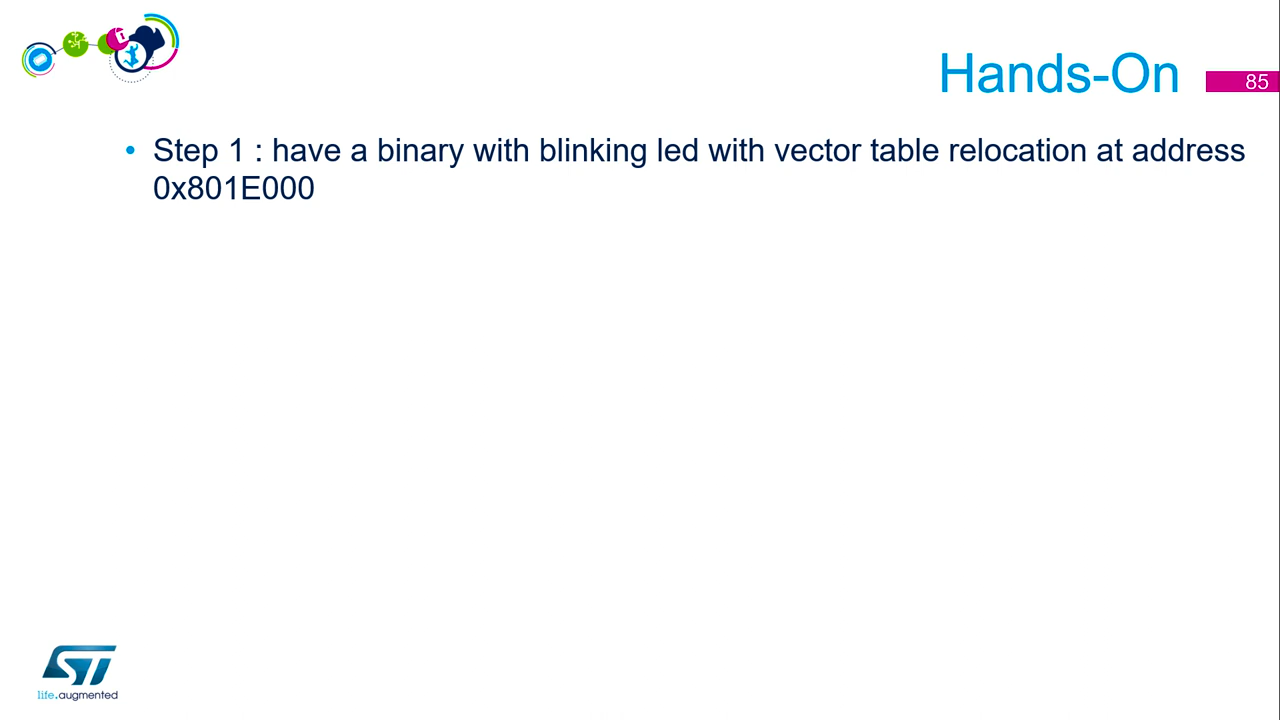 Hands-On
85
• Step 1 : have a binary with blinking led with vector table relocation at address
0x801E000
ST
life.augmented